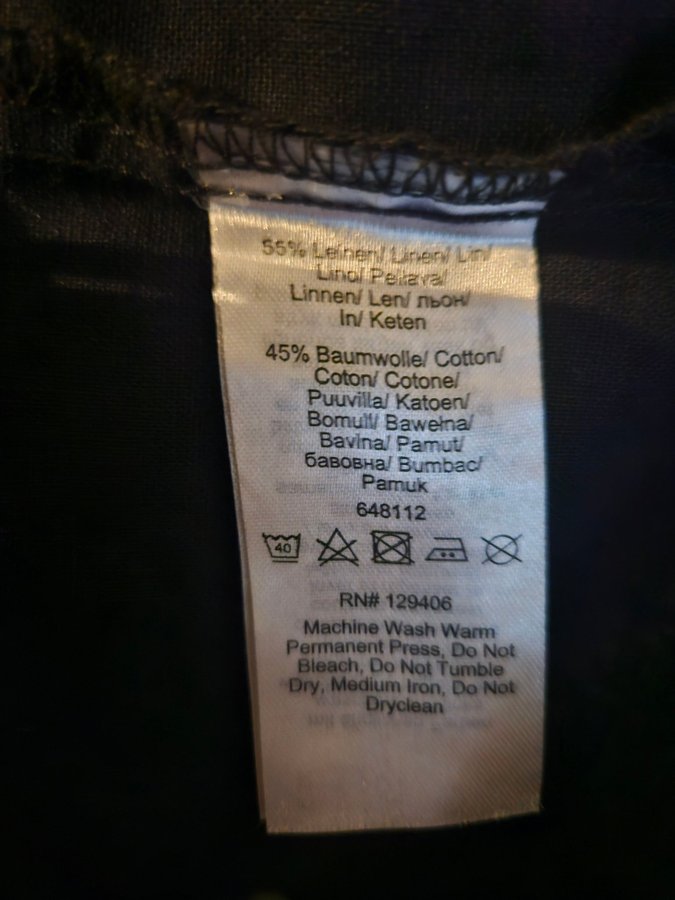 55% Leinen/ Linen/ Lin/
Lino/ Pellava/
Linnen/ Len/ льон/
In/ Keten
45% Baumwolle/ Cotton/
Coton/ Cotone/
Puuvilla/ Katoen/
Bomull/ Bawełna/
Bavlna/ Pamut/
бавовна/ Bumbac/
Pamuk
648112
40
RN# 129406
Machine Wash Warm
Permanent Press, Do Not
Bleach, Do Not Tumble
Dry, Medium Iron, Do Not
Dryclean